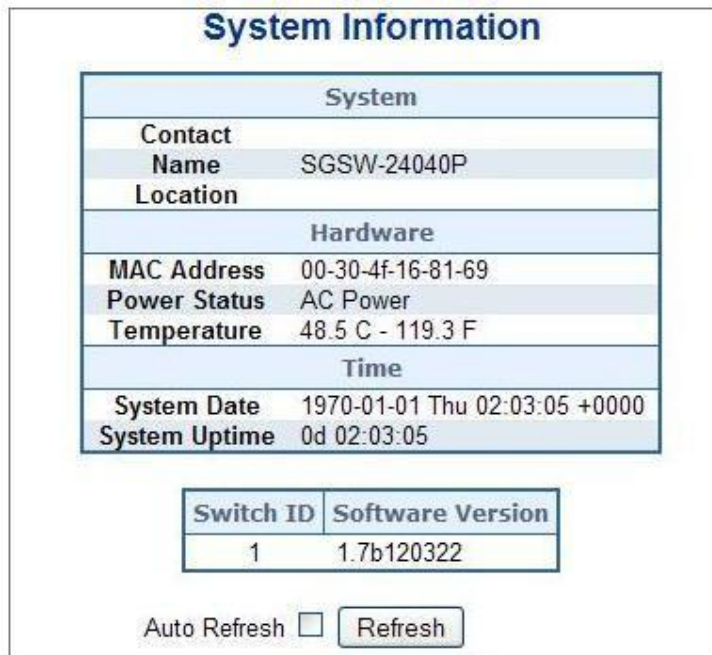 System Information
System
Contact
Name SGSW-24040P
Location
Hardware
MAC Address 00-30-4f-16-81-69
Power Status AC Power
Temperature 48.5 C - 119.3 F
Time
System Date 1970-01-01 Thu 02:03:05 +0000
System Uptime 0d 02:03:05
Switch ID Software Version
1 1.7b120322
Auto Refresh Refresh